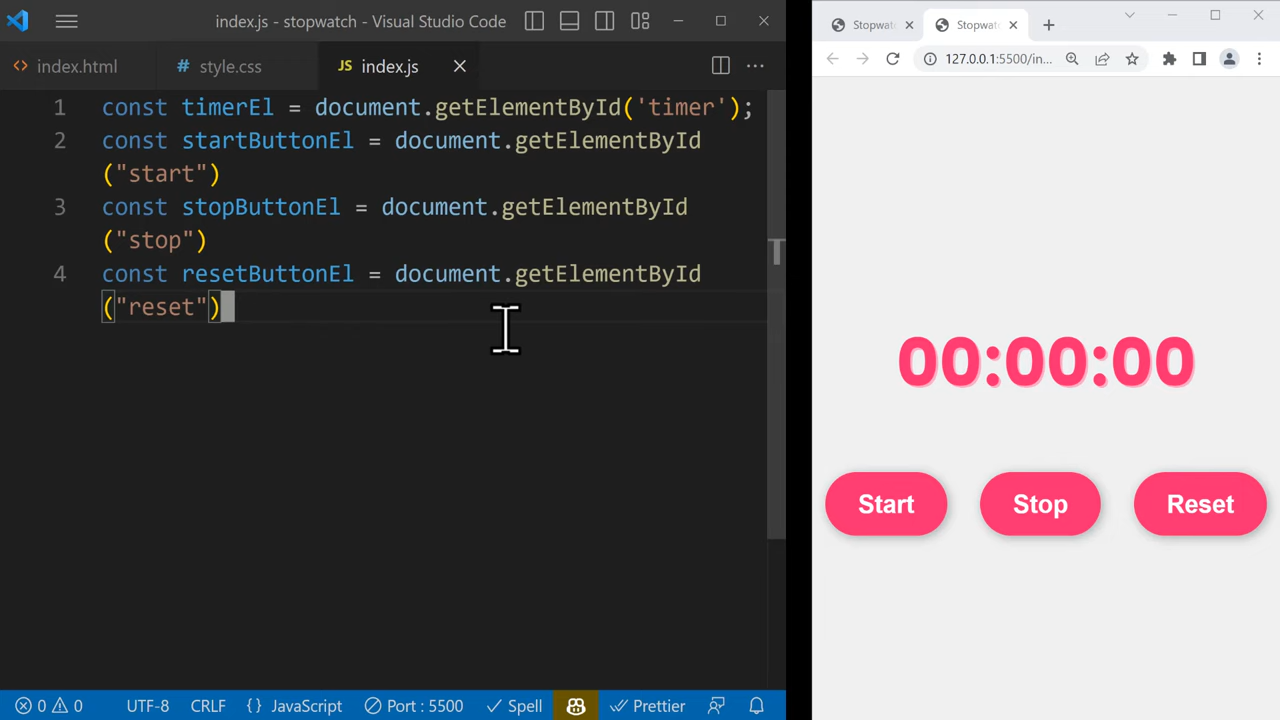 index.js - stopwatch - Visual Studio Code
index.html
style.css
JS index.js
1 const timerEl = document.getElementById('timer');
2 const startButtonEl = document.getElementById
("start")
3 const stopButtonEl = document.getElementById
("stop")
4 const resetButtonEl = document.getElementById
("reset")
0 0 UTF-8 CRLF {} JavaScript Port : 5500 Spell Prettier
Stopwatc Stopwatc
127.0.0.1:5500/in...
00:00:00
Start Stop Reset